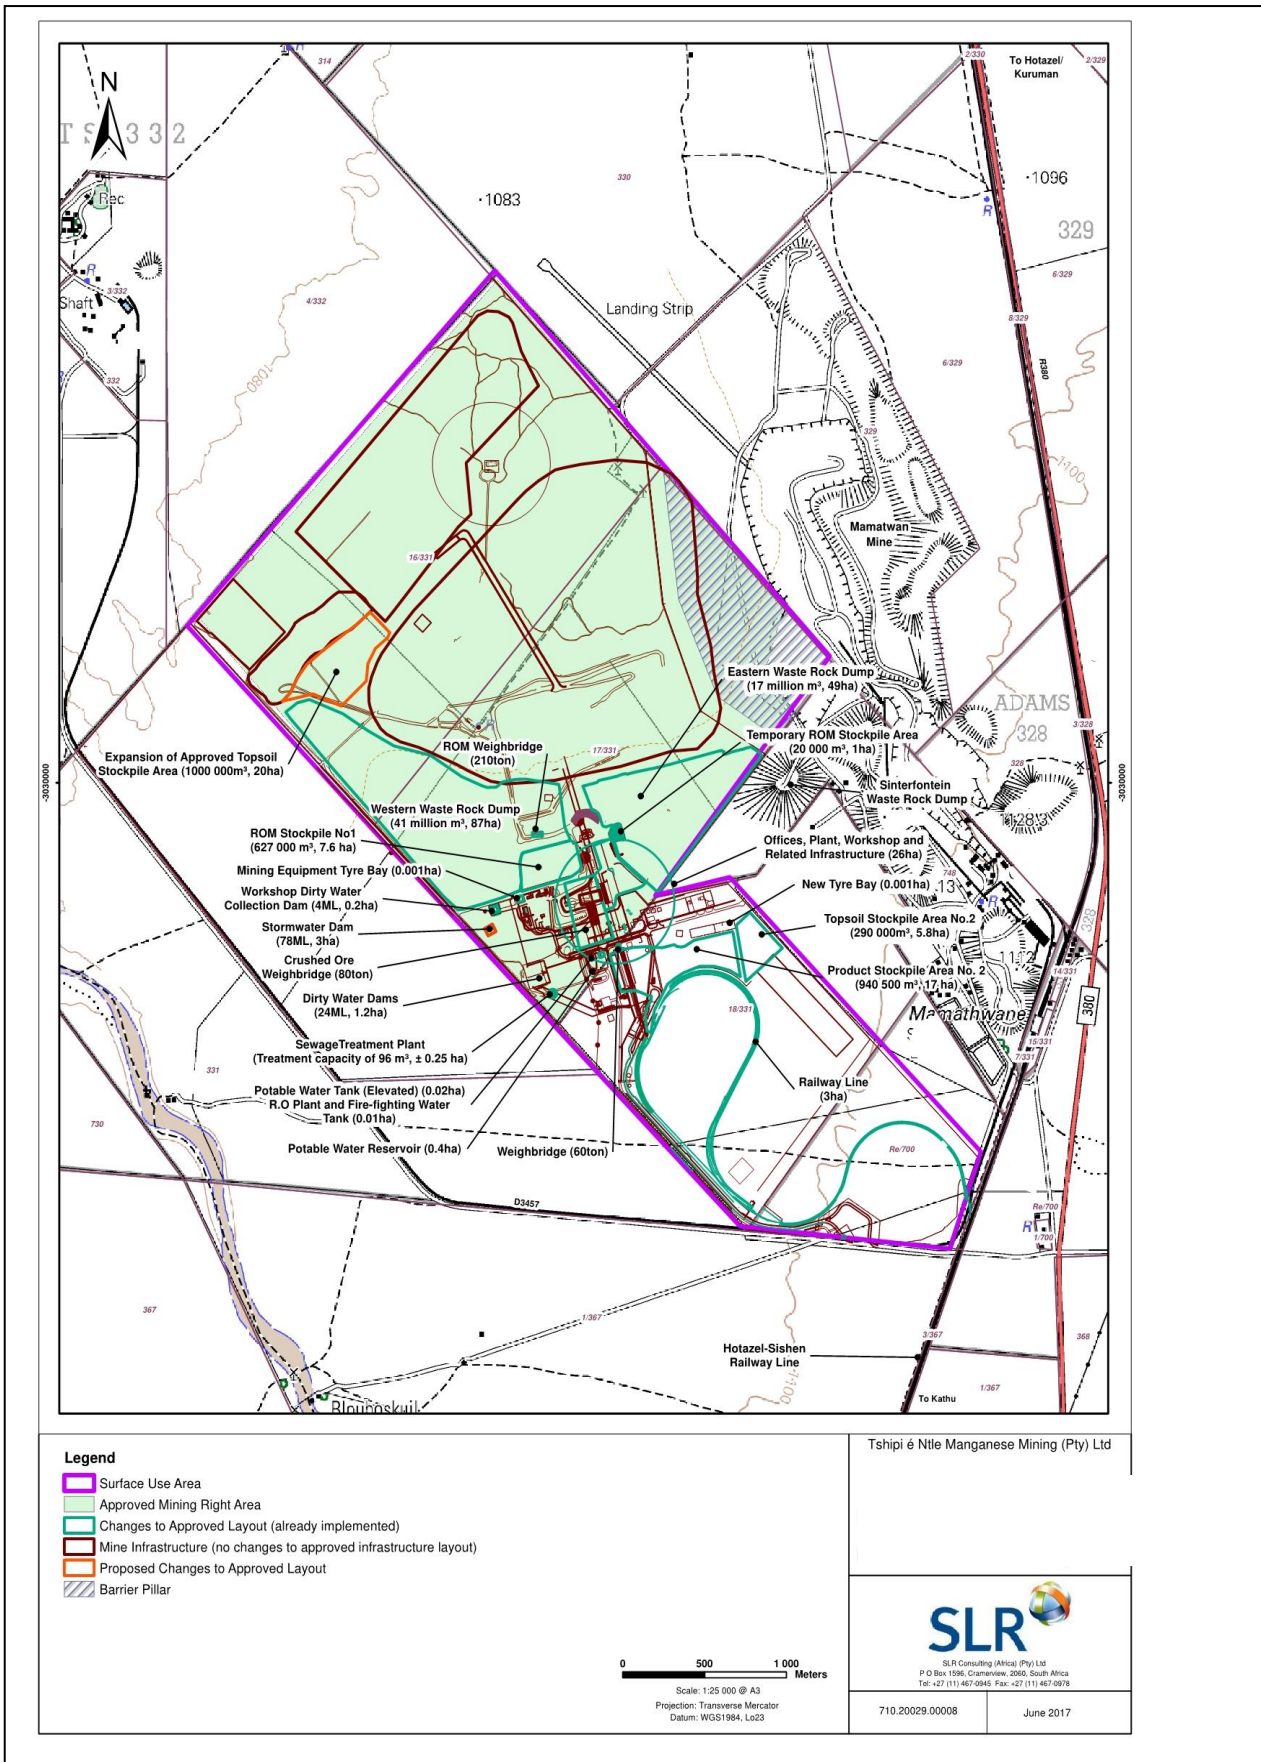 N
TS 332
314
2/330
To Hotazel/
Kuruman
2/329
Rec
1083
330
1096
R
329
R
3/332
Shaft
4/332
Landing Strip
6/329
8/329
6/329
R380
1080
332
329
1100
Mamatwan
Mine
16/331
Eastern Waste Rock Dump
(17 million m³, 49ha)
ADAMS
328
3/328
Temporary ROM Stockpile Area
(20 000 m³, 1ha)
ROM Weighbridge
(210ton)
17/331
Expansion of Approved Topsoil
Stockpile Area (1000 000m³, 20ha)
328
-3030000
-3030000
Sinterfontein
Waste Rock Dump
Western Waste Rock Dump
(41 million m³, 87ha)
1128.3
ROM Stockpile No1
(627 000 m³, 7.6 ha)
Offices, Plant, Workshop and
Related Infrastructure (26ha)
Mining Equipment Tyre Bay (0.001ha)
748
New Tyre Bay (0.001ha)
13
Workshop Dirty Water
Collection Dam (4ML, 0.2ha)
R
Topsoil Stockpile Area No.2
(290 000m³, 5.8ha)
328
Stormwater Dam
(78ML, 3ha)
Crushed Ore
Weighbridge (80ton)
1112
Product Stockpile Area No. 2
(940 500 m³, 17 ha)
14/331
Dirty Water Dams
(24ML, 1.2ha)
18/331
Mamathwane
380
SewageTreatment Plant
(Treatment capacity of 96 m³, ± 0.25 ha)
15/331
7/331
331
Railway Line
(3ha)
Potable Water Tank (Elevated) (0.02ha)
R.O Plant and Fire-fighting Water
Tank (0.01ha)
730
Potable Water Reservoir (0.4ha)
Weighbridge (60ton)
Re/700
D3457
Re/700
R
1/700
367
1/367
3/367
368
Hotazel-Sishen
Railway Line
1100
1/367
To Kathu
Blouboskuil
Legend
Surface Use Area
Approved Mining Right Area
Changes to Approved Layout (already implemented)
Mine Infrastructure (no changes to approved infrastructure layout)
Proposed Changes to Approved Layout
Barrier Pillar
0 500 1 000
Meters
Scale: 1:25 000 @ A3
Projection: Transverse Mercator
Datum: WGS1984, Lo23
Tshipi é Ntle Manganese Mining (Pty) Ltd
SLR
SLR Consulting (Africa) (Pty) Ltd
P O Box 1596, Cramerview, 2060, South Africa
Tel: +27 (11) 467-0945 Fax: +27 (11) 467-0978
710.20029.00008
June 2017